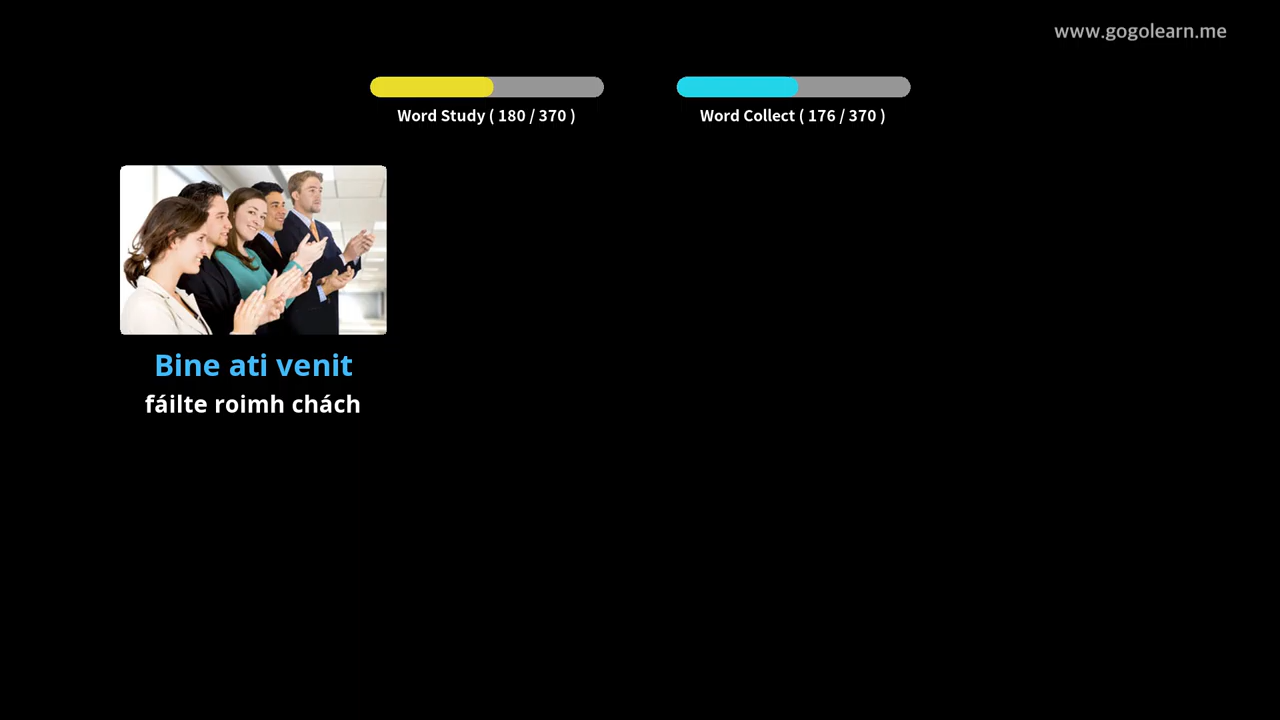 www.gogolearn.me
Word Study ( 180 / 370 )
Word Collect ( 176 / 370 )
Bine ati venit
fáilte roimh chách